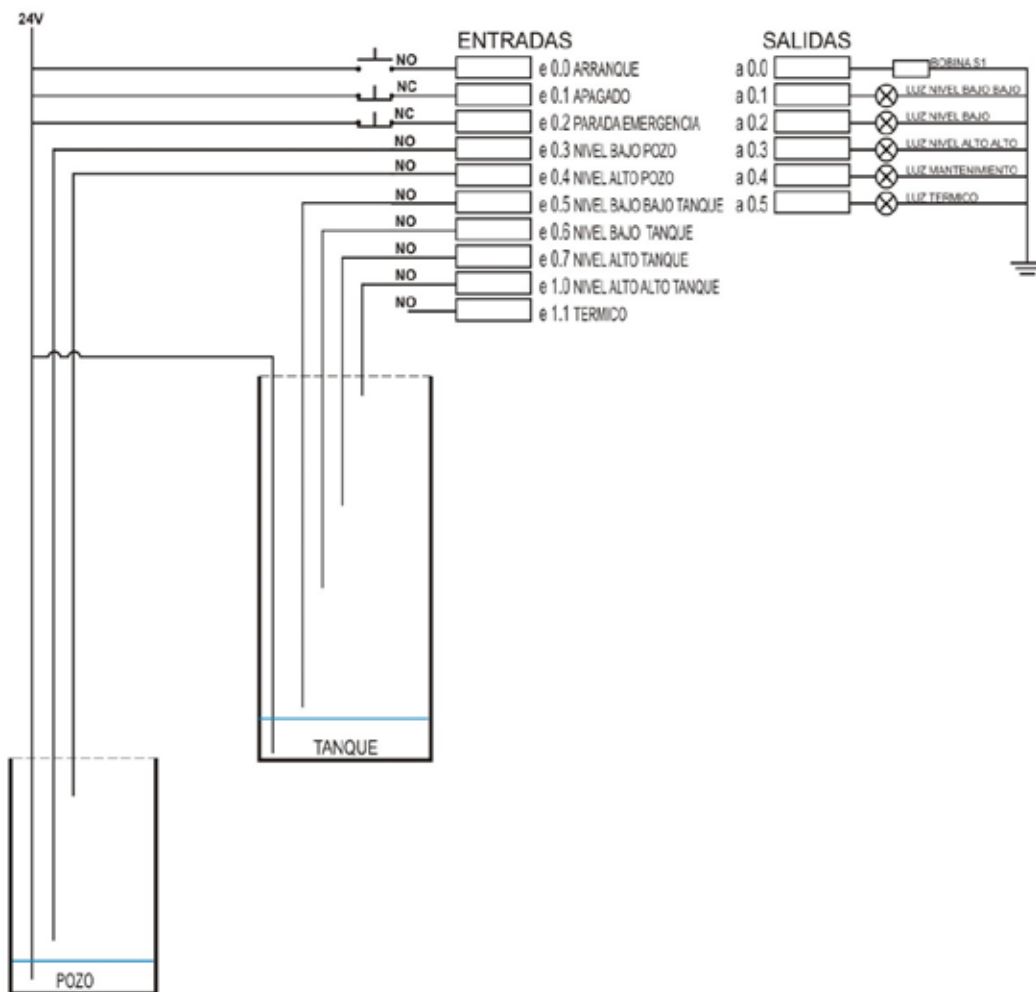 24V
ENTRADAS
SALIDAS
NO
e 0.0 ARRANQUE
a 0.0
BOBINA S1
NC
e 0.1 APAGADO
a 0.1
LUZ NIVEL BAJO BAJO
NC
e 0.2 PARADA EMERGENCIA
a 0.2
LUZ NIVEL BAJO
NO
e 0.3 NIVEL BAJO POZO
a 0.3
LUZ NIVEL ALTO ALTO
NO
e 0.4 NIVEL ALTO POZO
a 0.4
LUZ MANTENIMIENTO
NO
e 0.5 NIVEL BAJO BAJO TANQUE
a 0.5
LUZ TERMICO
NO
e 0.6 NIVEL BAJO TANQUE
NO
e 0.7 NIVEL ALTO TANQUE
NO
e 1.0 NIVEL ALTO ALTO TANQUE
NO
e 1.1 TERMICO
TANQUE
POZO